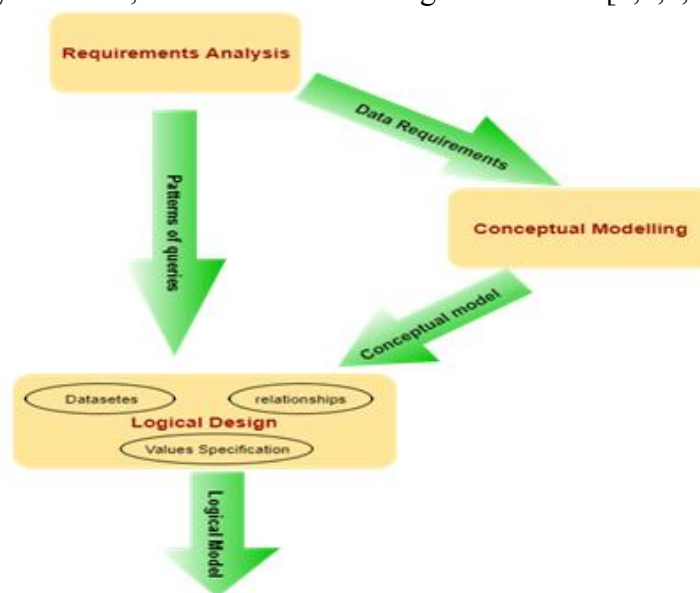 Requirements Analysis
Data Requirements
Patterns of queries
Conceptual Modelling
Conceptual model
Datasetes
relationships
Logical Design
Values Specification
Logical Model